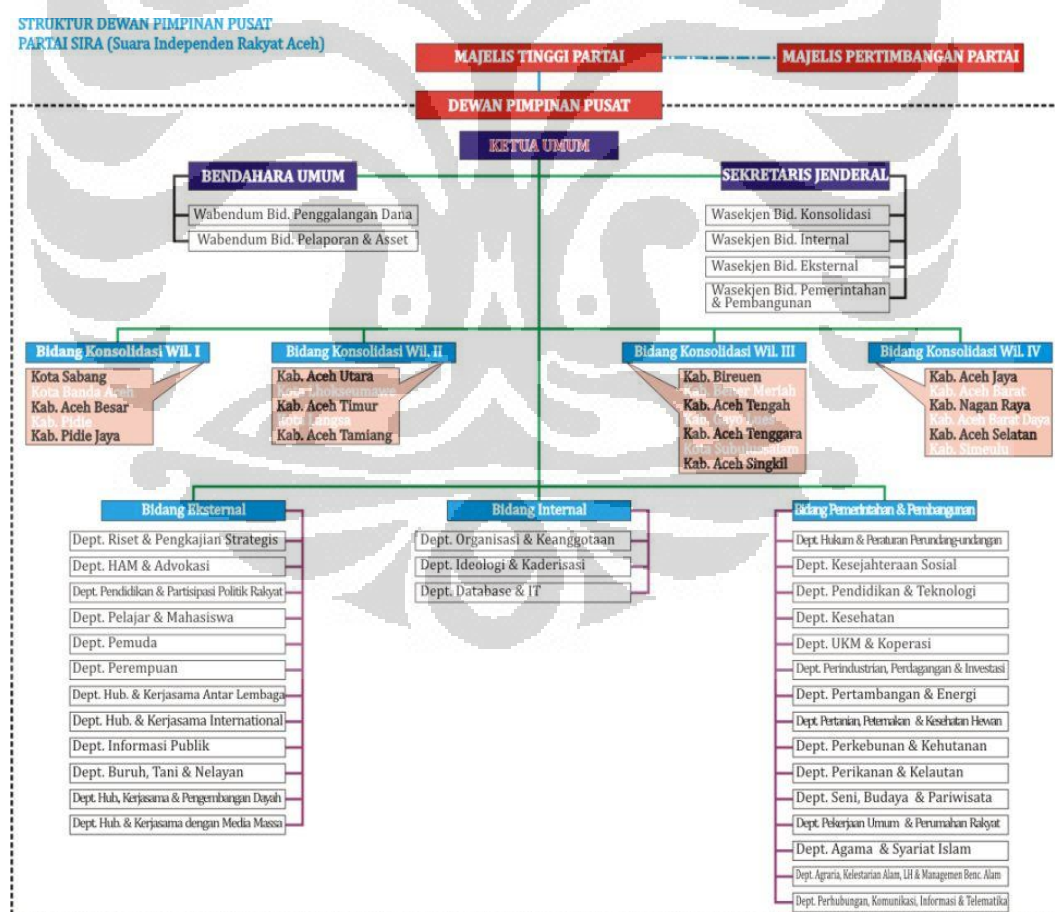 STRUKTUR DEWAN PIMPINAN PUSAT
PARTAI SIRA (Suara Independen Rakyat Aceh)
MAJELIS TINGGI PARTAI
MAJELIS PERTIMBANGAN PARTAI
DEWAN PIMPINAN PUSAT
KETUA UMUM
BENDAHARA UMUM
Wabendum Bid. Penggalangan Dana
Wabendum Bid. Pelaporan & Asset
SEKRETARIS JENDERAL
Wasekjen Bid. Konsolidasi
Wasekjen Bid. Internal
Wasekjen Bid. Eksternal
Wasekjen Bid. Pemerintahan
& Pembangunan
Bidang Konsolidasi Wil. I
Kota Sabang
Kota Banda Aceh
Kab. Aceh Besar
Kab. Pidie
Kab. Pidie Jaya
Bidang Konsolidasi Wil. II
Kab. Aceh Utara
Kota Lhokseumawe
Kab. Aceh Timur
Kota Langsa
Kab. Aceh Tamiang
Bidang Konsolidasi Wil. III
Kab. Bireuen
Kab. Bener Meriah
Kab. Aceh Tengah
Kab. Gayo Lues
Kab. Aceh Tenggara
Kota Subulussalam
Kab. Aceh Singkil
Bidang Konsolidasi Wil. IV
Kab. Aceh Jaya
Kab. Aceh Barat
Kab. Nagan Raya
Kab. Aceh Barat Daya
Kab. Aceh Selatan
Kab. Simeulu
Bidang Eksternal
Dept. Riset & Pengkajian Strategis
Dept. HAM & Advokasi
Dept. Pendidikan & Partisipasi Politik Rakyat
Dept. Pelajar & Mahasiswa
Dept. Pemuda
Dept. Perempuan
Dept. Hub. & Kerjasama Antar Lembaga
Dept. Hub. & Kerjasama International
Dept. Informasi Publik
Dept. Buruh, Tani & Nelayan
Dept. Hub, Kerjasama & Pengembangan Dayah
Dept. Hub. & Kerjasama dengan Media Massa
Bidang Internal
Dept. Organisasi & Keanggotaan
Dept. Ideologi & Kaderisasi
Dept. Database & IT
Bidang Pemerintahan & Pembangunan
Dept. Hukum & Peraturan Perundang-undangan
Dept. Kesejahteraan Sosial
Dept. Pendidikan & Teknologi
Dept. Kesehatan
Dept. UKM & Koperasi
Dept. Perindustrian, Perdagangan & Investasi
Dept. Pertambangan & Energi
Dept. Pertanian, Peternakan & Kesehatan Hewan
Dept. Perkebunan & Kehutanan
Dept. Perikanan & Kelautan
Dept. Seni, Budaya & Pariwisata
Dept. Pekerjaan Umum & Perumahan Rakyat
Dept. Agama & Syariat Islam
Dept. Agraria, Kelestarian Alam, LH & Managemen Benc. Alam
Dept. Perhubungan, Komunikasi, Informasi & Telematika